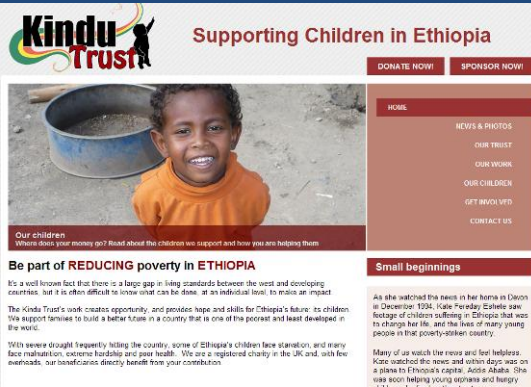 Kindu
Trust
Supporting Children in Ethiopia
DONATE NOW!
SPONSOR NOW!
HOME
NEWS & PHOTOS
OUR TRUST
OUR WORK
OUR CHILDREN
GET INVOLVED
CONTACT US
Our children
Where does your money go? Read about the children we support and how you are helping them
Be part of REDUCING poverty in ETHIOPIA
It's a well known fact that there is a large gap in living standards between the west and developing
countries, but it is often difficult to know what can be done, at an individual level, to make an impact.
The Kindu Trust's work creates opportunity, and provides hope and skills for Ethiopia's future: its children.
We support families to build a better future in a country that is one of the poorest and least developed in
the world.
With severe drought frequently hitting the country, some of Ethiopia's children face starvation, and many
face malnutrition, extreme hardship and poor health. We are a registered charity in the UK and, with few
overheads, our beneficiaries directly benefit from your contribution.
Small beginnings
As she watched the news in her home in Devon
in December 1994, Kate Fereday Eshete saw
footage of children suffering in Ethiopia that was
to change her life, and the lives of many young
people in that poverty-striken country.
Many of us watch the news and feel helpless.
Kate watched the news and within days was on
a plane to Ethiopia's capital, Addis Ababa. She
was soon helping young orphans and hungry